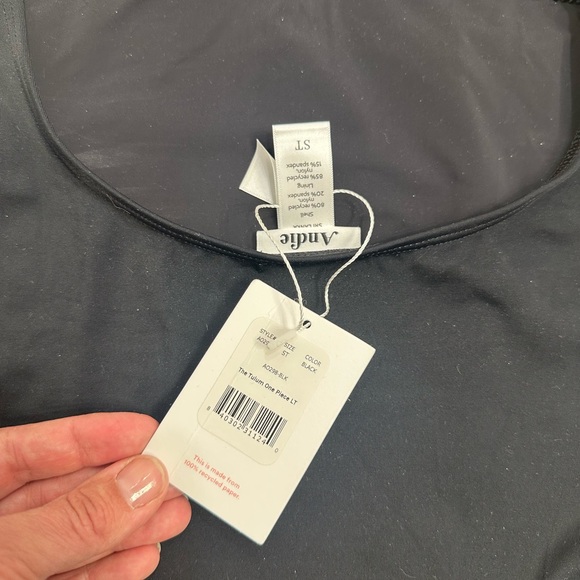 Andie
Shell
80% recycled
nylon,
20% spandex
Lining
85% recycled
nylon,
15% spandex
ST
STYLE#
SIZE
ST
COLOR
BLACK
AO298-BLK
The Tulum One Piece LT
This is made from
100% recycled paper.